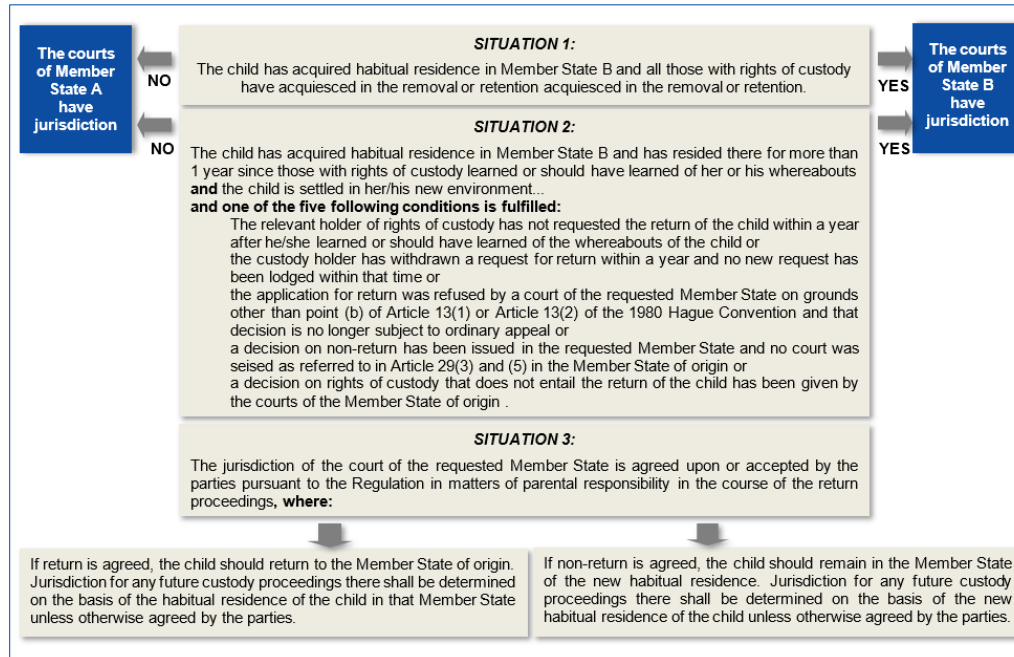 The courts
of Member
State A
have
jurisdiction
NO
NO
SITUATION 1:
The child has acquired habitual residence in Member State B and all those with rights of custody
have acquiesced in the removal or retention acquiesced in the removal or retention.
YES
YES
The courts
of Member
State B
have
jurisdiction
SITUATION 2:
The child has acquired habitual residence in Member State B and has resided there for more than
1 year since those with rights of custody learned or should have learned of her or his whereabouts
and the child is settled in her/his new environment...
and one of the five following conditions is fulfilled:
The relevant holder of rights of custody has not requested the return of the child within a year
after he/she learned or should have learned of the whereabouts of the child or
the custody holder has withdrawn a request for return within a year and no new request has
been lodged within that time or
the application for return was refused by a court of the requested Member State on grounds
other than point (b) of Article 13(1) or Article 13(2) of the 1980 Hague Convention and that
decision is no longer subject to ordinary appeal or
a decision on non-return has been issued in the requested Member State and no court was
seised as referred to in Article 29(3) and (5) in the Member State of origin or
a decision on rights of custody that does not entail the return of the child has been given by
the courts of the Member State of origin .
SITUATION 3:
The jurisdiction of the court of the requested Member State is agreed upon or accepted by the
parties pursuant to the Regulation in matters of parental responsibility in the course of the return
proceedings, where:
If return is agreed, the child should return to the Member State of origin.
Jurisdiction for any future custody proceedings there shall be determined
on the basis of the habitual residence of the child in that Member State
unless otherwise agreed by the parties.
If non-return is agreed, the child should remain in the Member State
of the new habitual residence. Jurisdiction for any future custody
proceedings there shall be determined on the basis of the new
habitual residence of the child unless otherwise agreed by the parties.